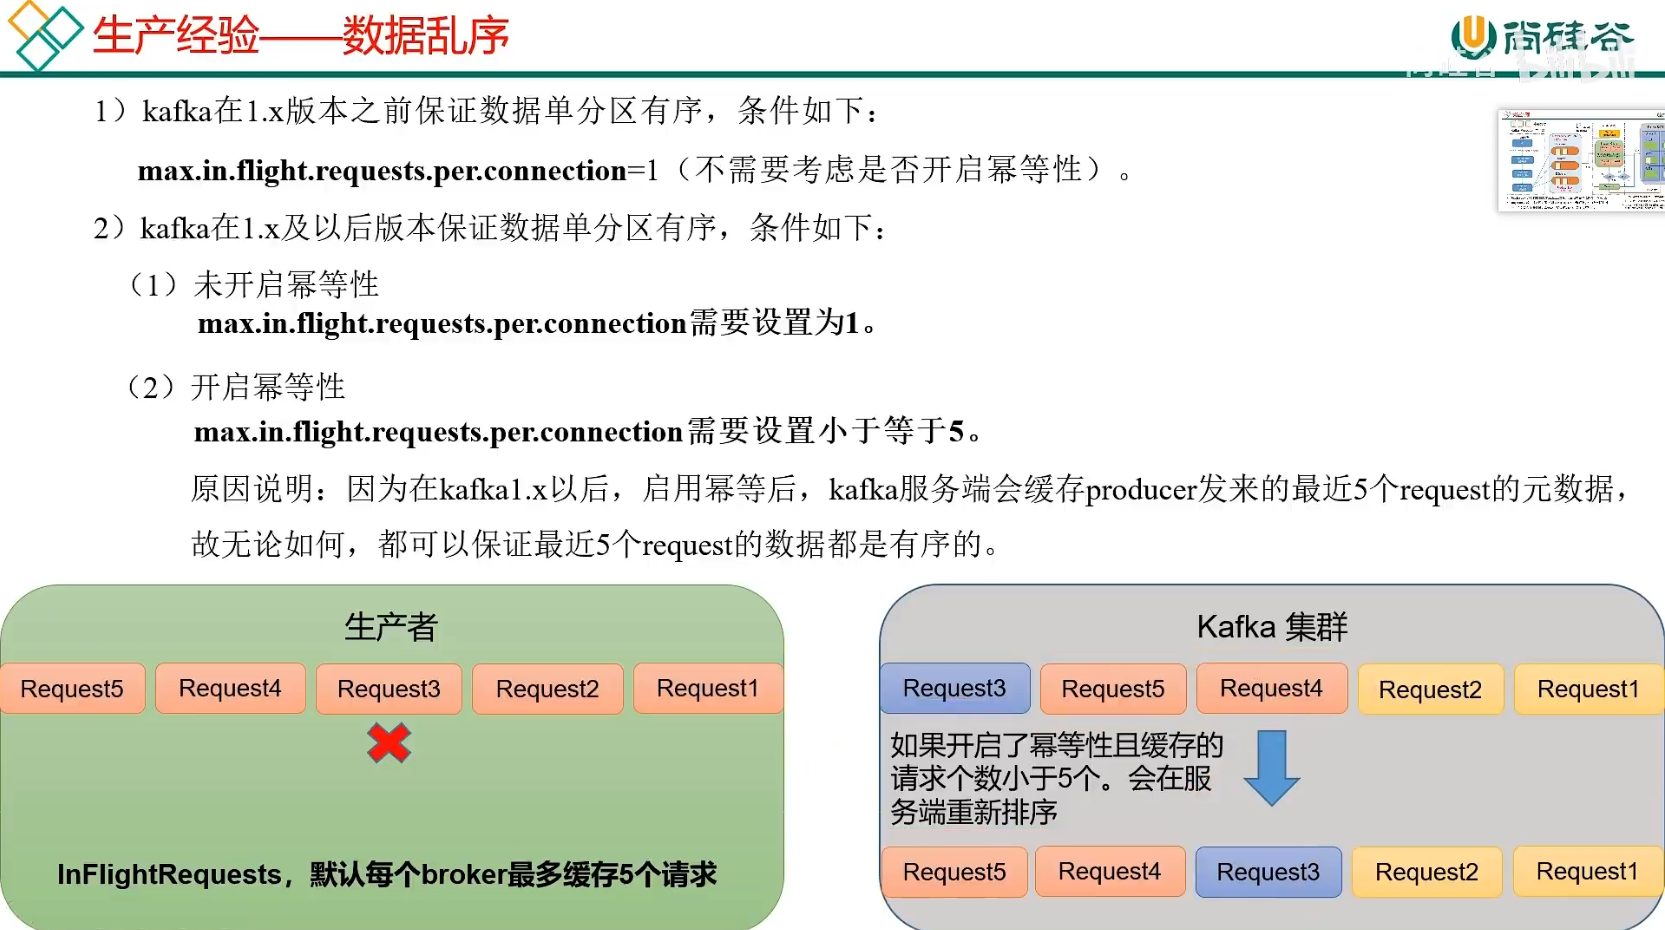 生产经验——数据乱序
尚硅谷
bilibili
1）kafka在1.x版本之前保证数据单分区有序，条件如下：
max.in.flight.requests.per.connection=1（不需要考虑是否开启幂等性）。
2）kafka在1.x及以后版本保证数据单分区有序，条件如下：
（1）未开启幂等性
max.in.flight.requests.per.connection需要设置为1。
（2）开启幂等性
max.in.flight.requests.per.connection需要设置小于等于5。
原因说明：因为在kafka1.x以后，启用幂等后，kafka服务端会缓存producer发来的最近5个request的元数据，
故无论如何，都可以保证最近5个request的数据都是有序的。
生产者
Request5 Request4 Request3 Request2 Request1
InFlightRequests，默认每个broker最多缓存5个请求
Kafka 集群
Request3 Request5 Request4 Request2 Request1
如果开启了幂等性且缓存的
请求个数小于5个。会在服
务端重新排序
Request5 Request4 Request3 Request2 Request1